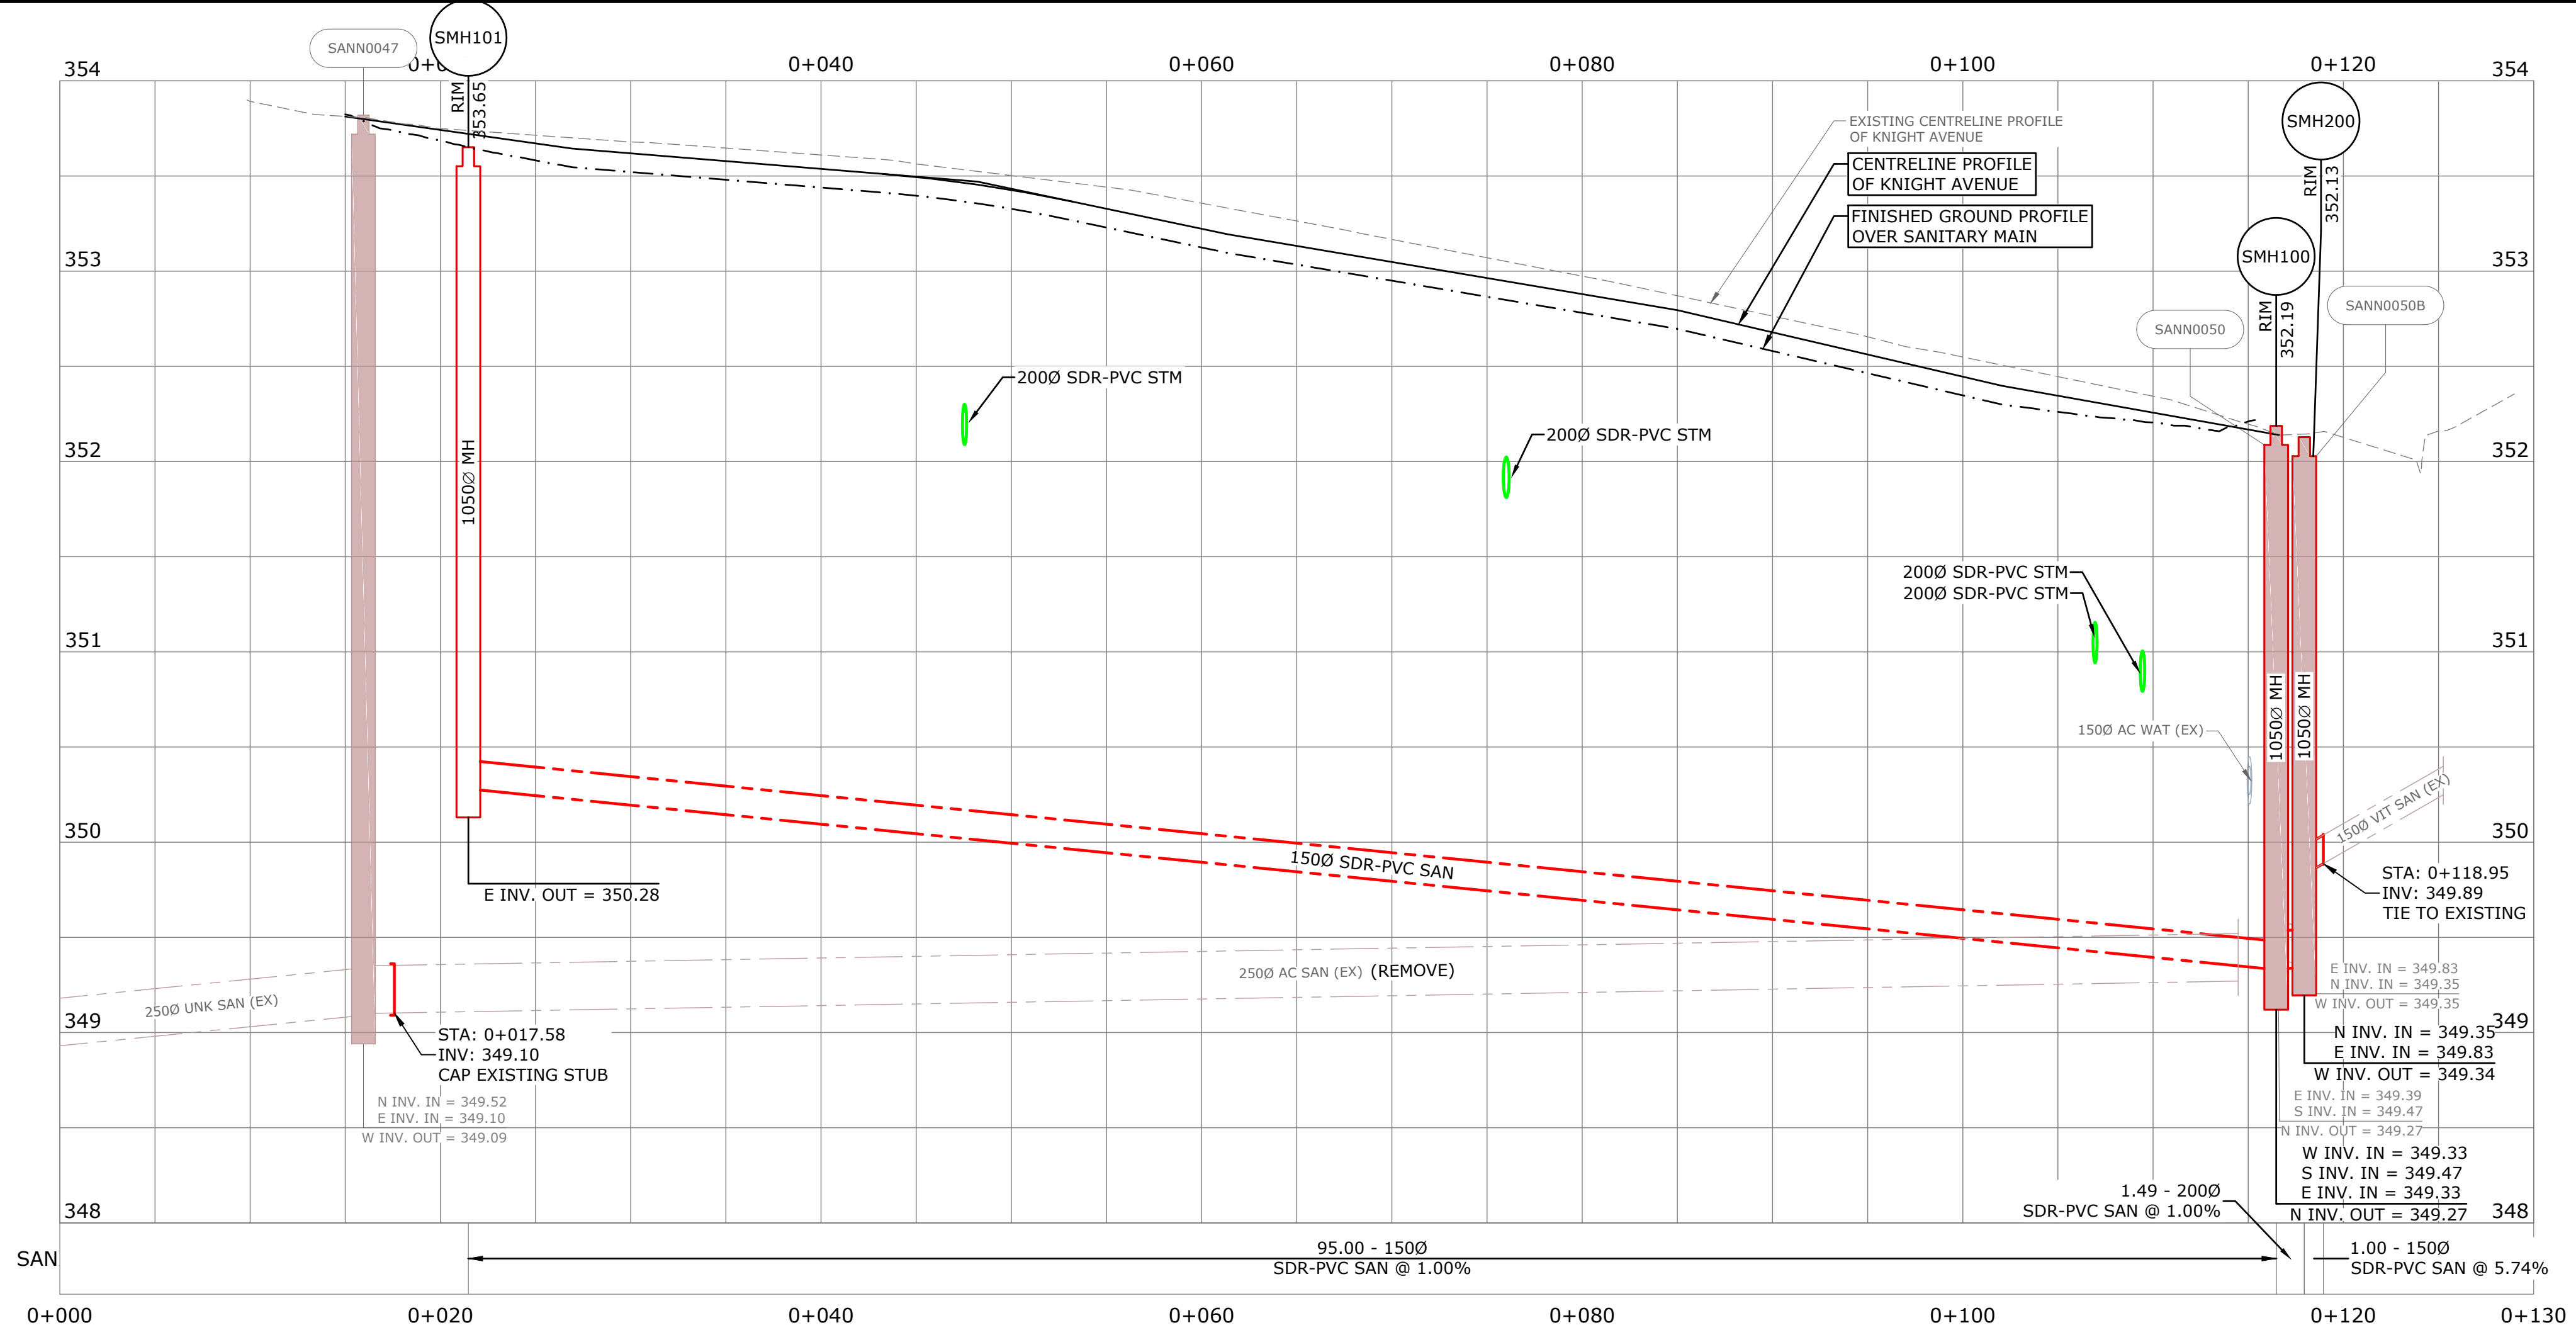 SANN0047
SMH101
0+0
0+040
0+060
0+080
0+100
0+120
354
354
RIM
353.65
EXISTING CENTRELINE PROFILE
OF KNIGHT AVENUE
CENTRELINE PROFILE
OF KNIGHT AVENUE
FINISHED GROUND PROFILE
OVER SANITARY MAIN
SMH200
RIM
352.13
SMH100
RIM
352.19
353
353
SANN0050
SANN0050B
200Ø SDR-PVC STM
200Ø SDR-PVC STM
352
352
1050Ø MH
200Ø SDR-PVC STM
200Ø SDR-PVC STM
351
351
150Ø AC WAT (EX)
1050Ø MH
1050Ø MH
150Ø VIT SAN (EX)
350
350
150Ø SDR-PVC SAN
E INV. OUT = 350.28
STA: 0+118.95
INV: 349.89
TIE TO EXISTING
250Ø AC SAN (EX) (REMOVE)
250Ø UNK SAN (EX)
E INV. IN = 349.83
N INV. IN = 349.35
W INV. OUT = 349.35
349
349
STA: 0+017.58
INV: 349.10
CAP EXISTING STUB
N INV. IN = 349.35
E INV. IN = 349.83
W INV. OUT = 349.34
N INV. IN = 349.52
E INV. IN = 349.10
W INV. OUT = 349.09
E INV. IN = 349.39
S INV. IN = 349.47
N INV. OUT = 349.27
W INV. IN = 349.33
S INV. IN = 349.47
E INV. IN = 349.33
N INV. OUT = 349.27
1.49 - 200Ø
SDR-PVC SAN @ 1.00%
348
348
SAN
95.00 - 150Ø
SDR-PVC SAN @ 1.00%
1.00 - 150Ø
SDR-PVC SAN @ 5.74%
0+000
0+020
0+040
0+060
0+080
0+100
0+120
0+130